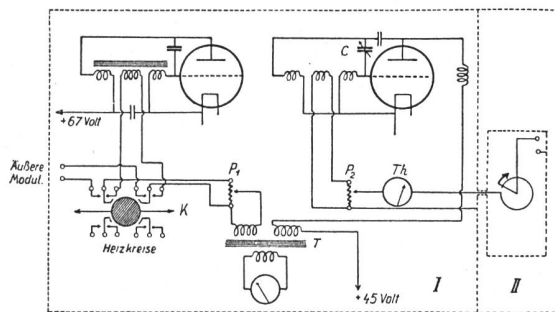 C
+67 Volt
Äußere
Modul.
P1
P2
Th
K
Heizkreise
T
+45 Volt
I
II